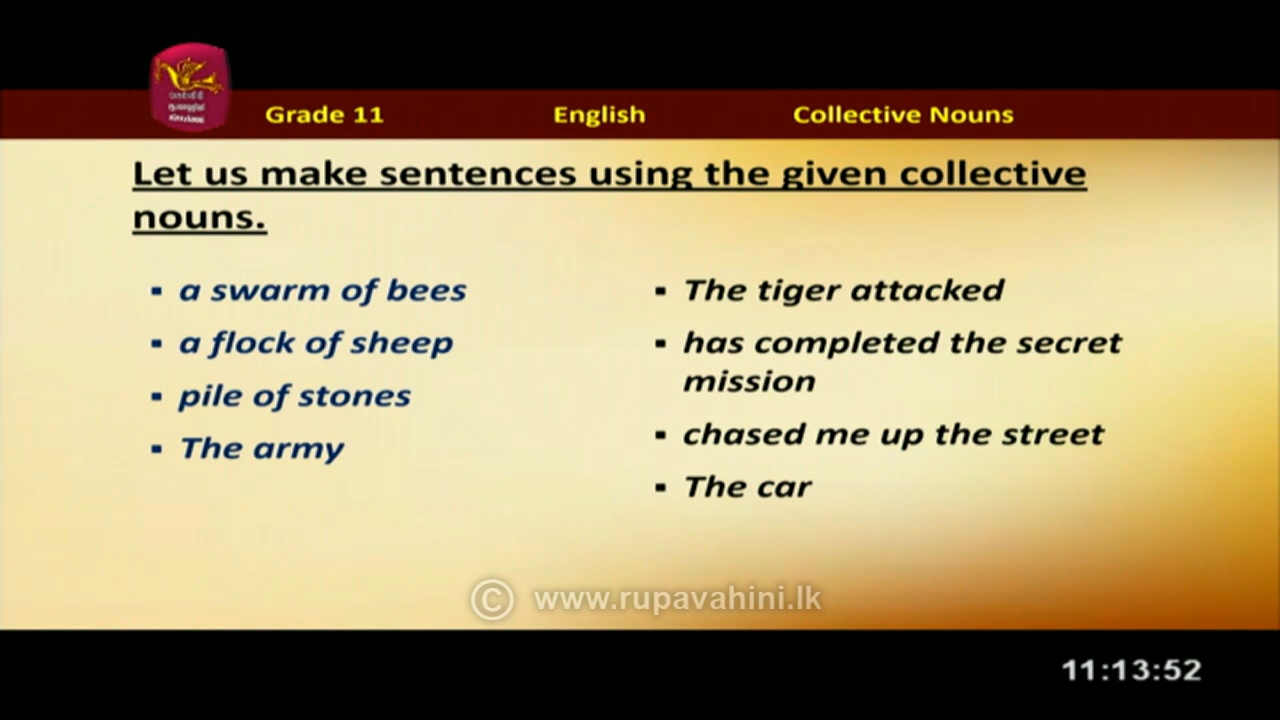 Grade 11 English Collective Nouns
Let us make sentences using the given collective
nouns.
▪ a swarm of bees
▪ a flock of sheep
▪ pile of stones
▪ The army
▪ The tiger attacked
▪ has completed the secret
mission
▪ chased me up the street
▪ The car
© www.rupavahini.lk
11:13:52